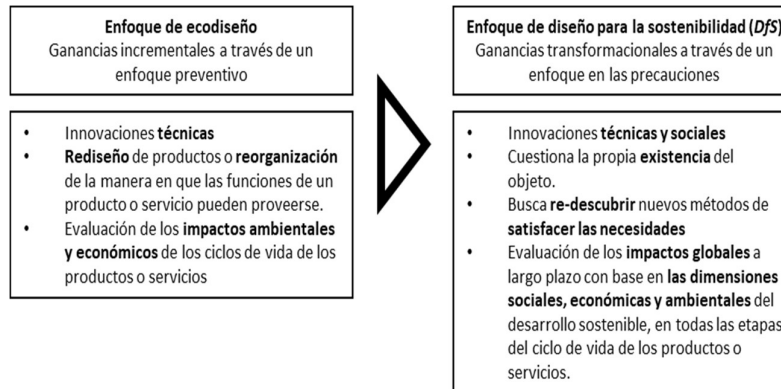 Enfoque de ecodiseño
Ganancias incrementales a través de un
enfoque preventivo
• Innovaciones técnicas
• Rediseño de productos o reorganización
de la manera en que las funciones de un
producto o servicio pueden proveerse.
• Evaluación de los impactos ambientales
y económicos de los ciclos de vida de los
productos o servicios
Enfoque de diseño para la sostenibilidad (DfS)
Ganancias transformacionales a través de un
enfoque en las precauciones
• Innovaciones técnicas y sociales
• Cuestiona la propia existencia del
objeto.
• Busca re-descubrir nuevos métodos de
satisfacer las necesidades
• Evaluación de los impactos globales a
largo plazo con base en las dimensiones
sociales, económicas y ambientales del
desarrollo sostenible, en todas las etapas
del ciclo de vida de los productos o
servicios.